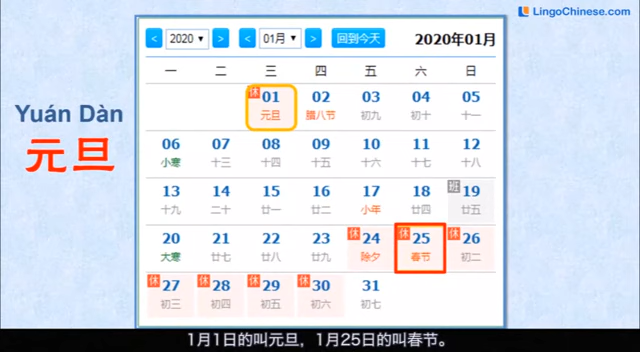 LingoChinese.com
< 2020 > < 01月 > 回到今天 2020年01月
一 二 三 四 五 六 日
休 01 02 03 04 05
元旦 腊八节 初九 初十 十一
Yuán Dàn
元旦
06 07 08 09 10 11 12
小寒 十三 十四 十五 十六 十七 十八
13 14 15 16 17 18 班 19
十九 二十 廿一 廿二 小年 廿四 廿五
20 21 22 23 休 24 休 25 休 26
大寒 廿七 廿八 廿九 除夕 春节 初二
休 27 休 28 休 29 休 30 31
初三 初四 初五 初六 初七
1月1日的叫元旦，1月25日的叫春节。